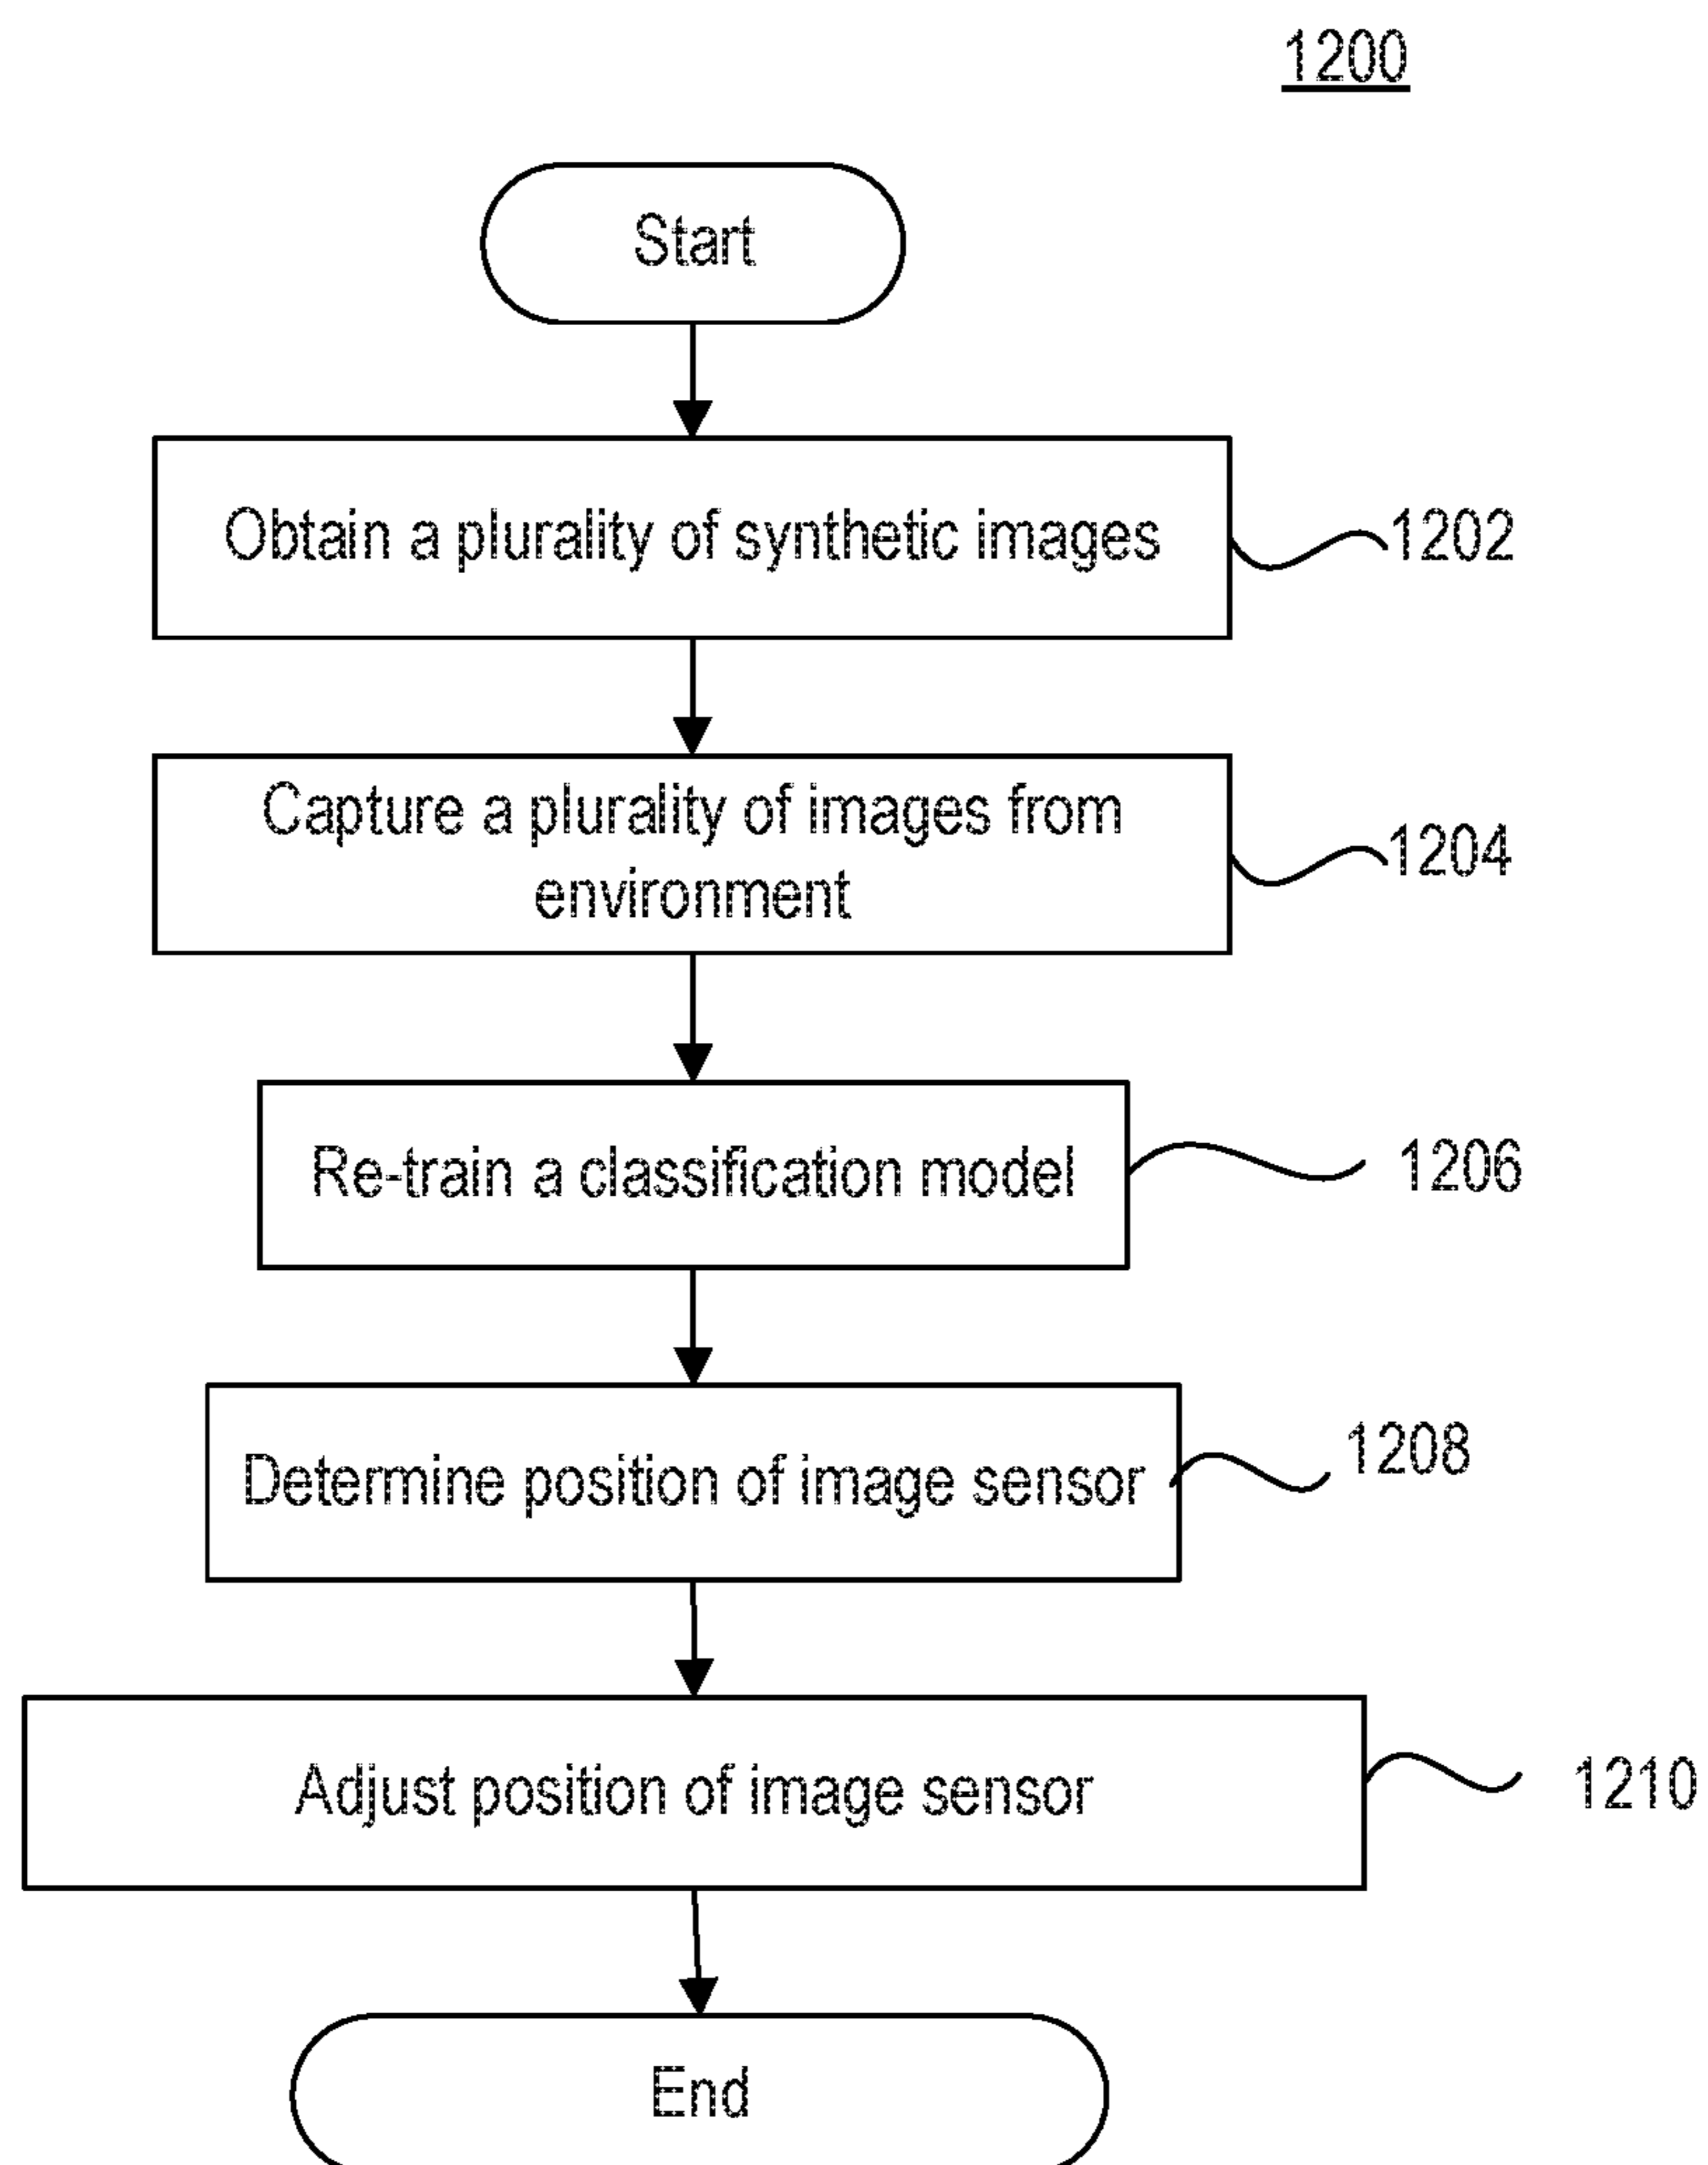 1200
Start
Obtain a plurality of synthetic images
1202
Capture a plurality of images from
environment
1204
Re-train a classification model
1206
Determine position of image sensor
1208
Adjust position of image sensor
1210
End